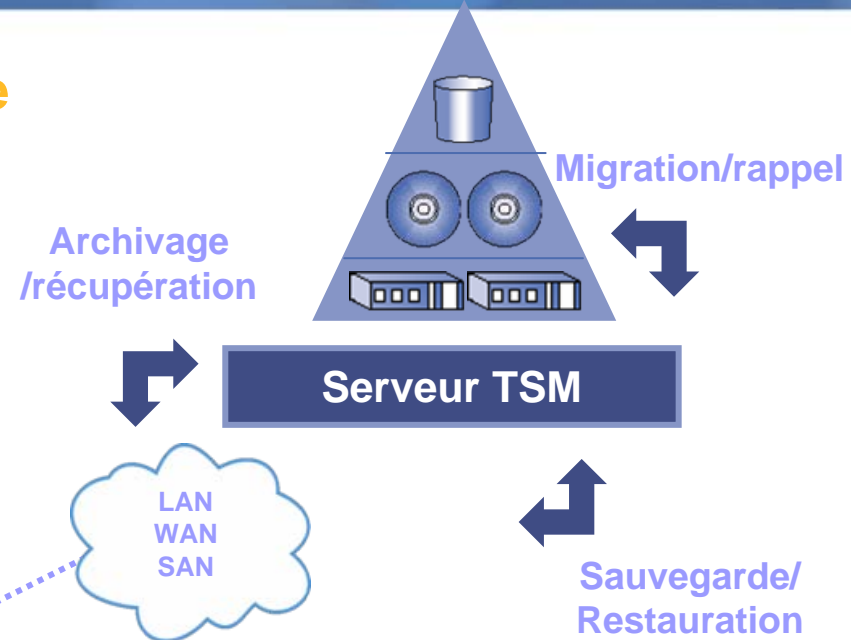 e
Migration/rappel
Archivage
/récupération
Serveur TSM
LAN
WAN
SAN
Sauvegarde/
Restauration